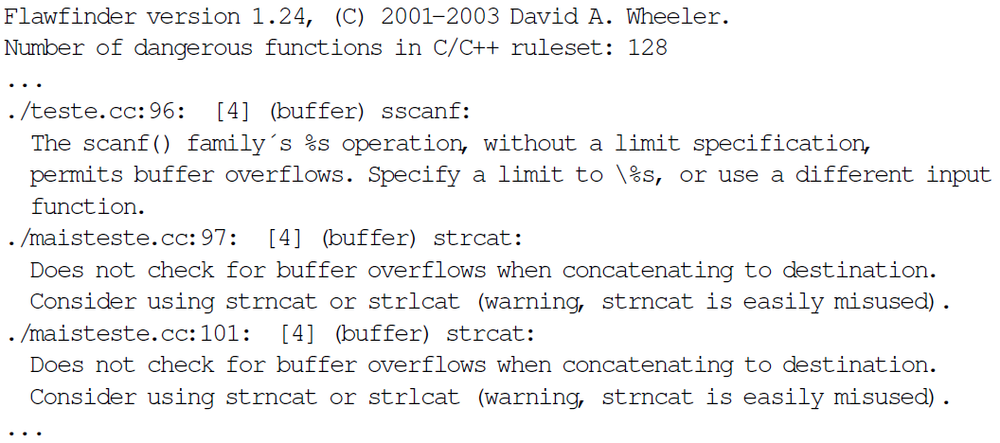 Flawfinder version 1.24, (C) 2001-2003 David A. Wheeler.
Number of dangerous functions in C/C++ ruleset: 128
...
./teste.cc:96:  [4] (buffer) sscanf:
  The scanf() family´s %s operation, without a limit specification,
  permits buffer overflows. Specify a limit to \%s, or use a different input
  function.
./maisteste.cc:97:  [4] (buffer) strcat:
  Does not check for buffer overflows when concatenating to destination.
  Consider using strncat or strlcat (warning, strncat is easily misused).
./maisteste.cc:101:  [4] (buffer) strcat:
  Does not check for buffer overflows when concatenating to destination.
  Consider using strncat or strlcat (warning, strncat is easily misused).
...